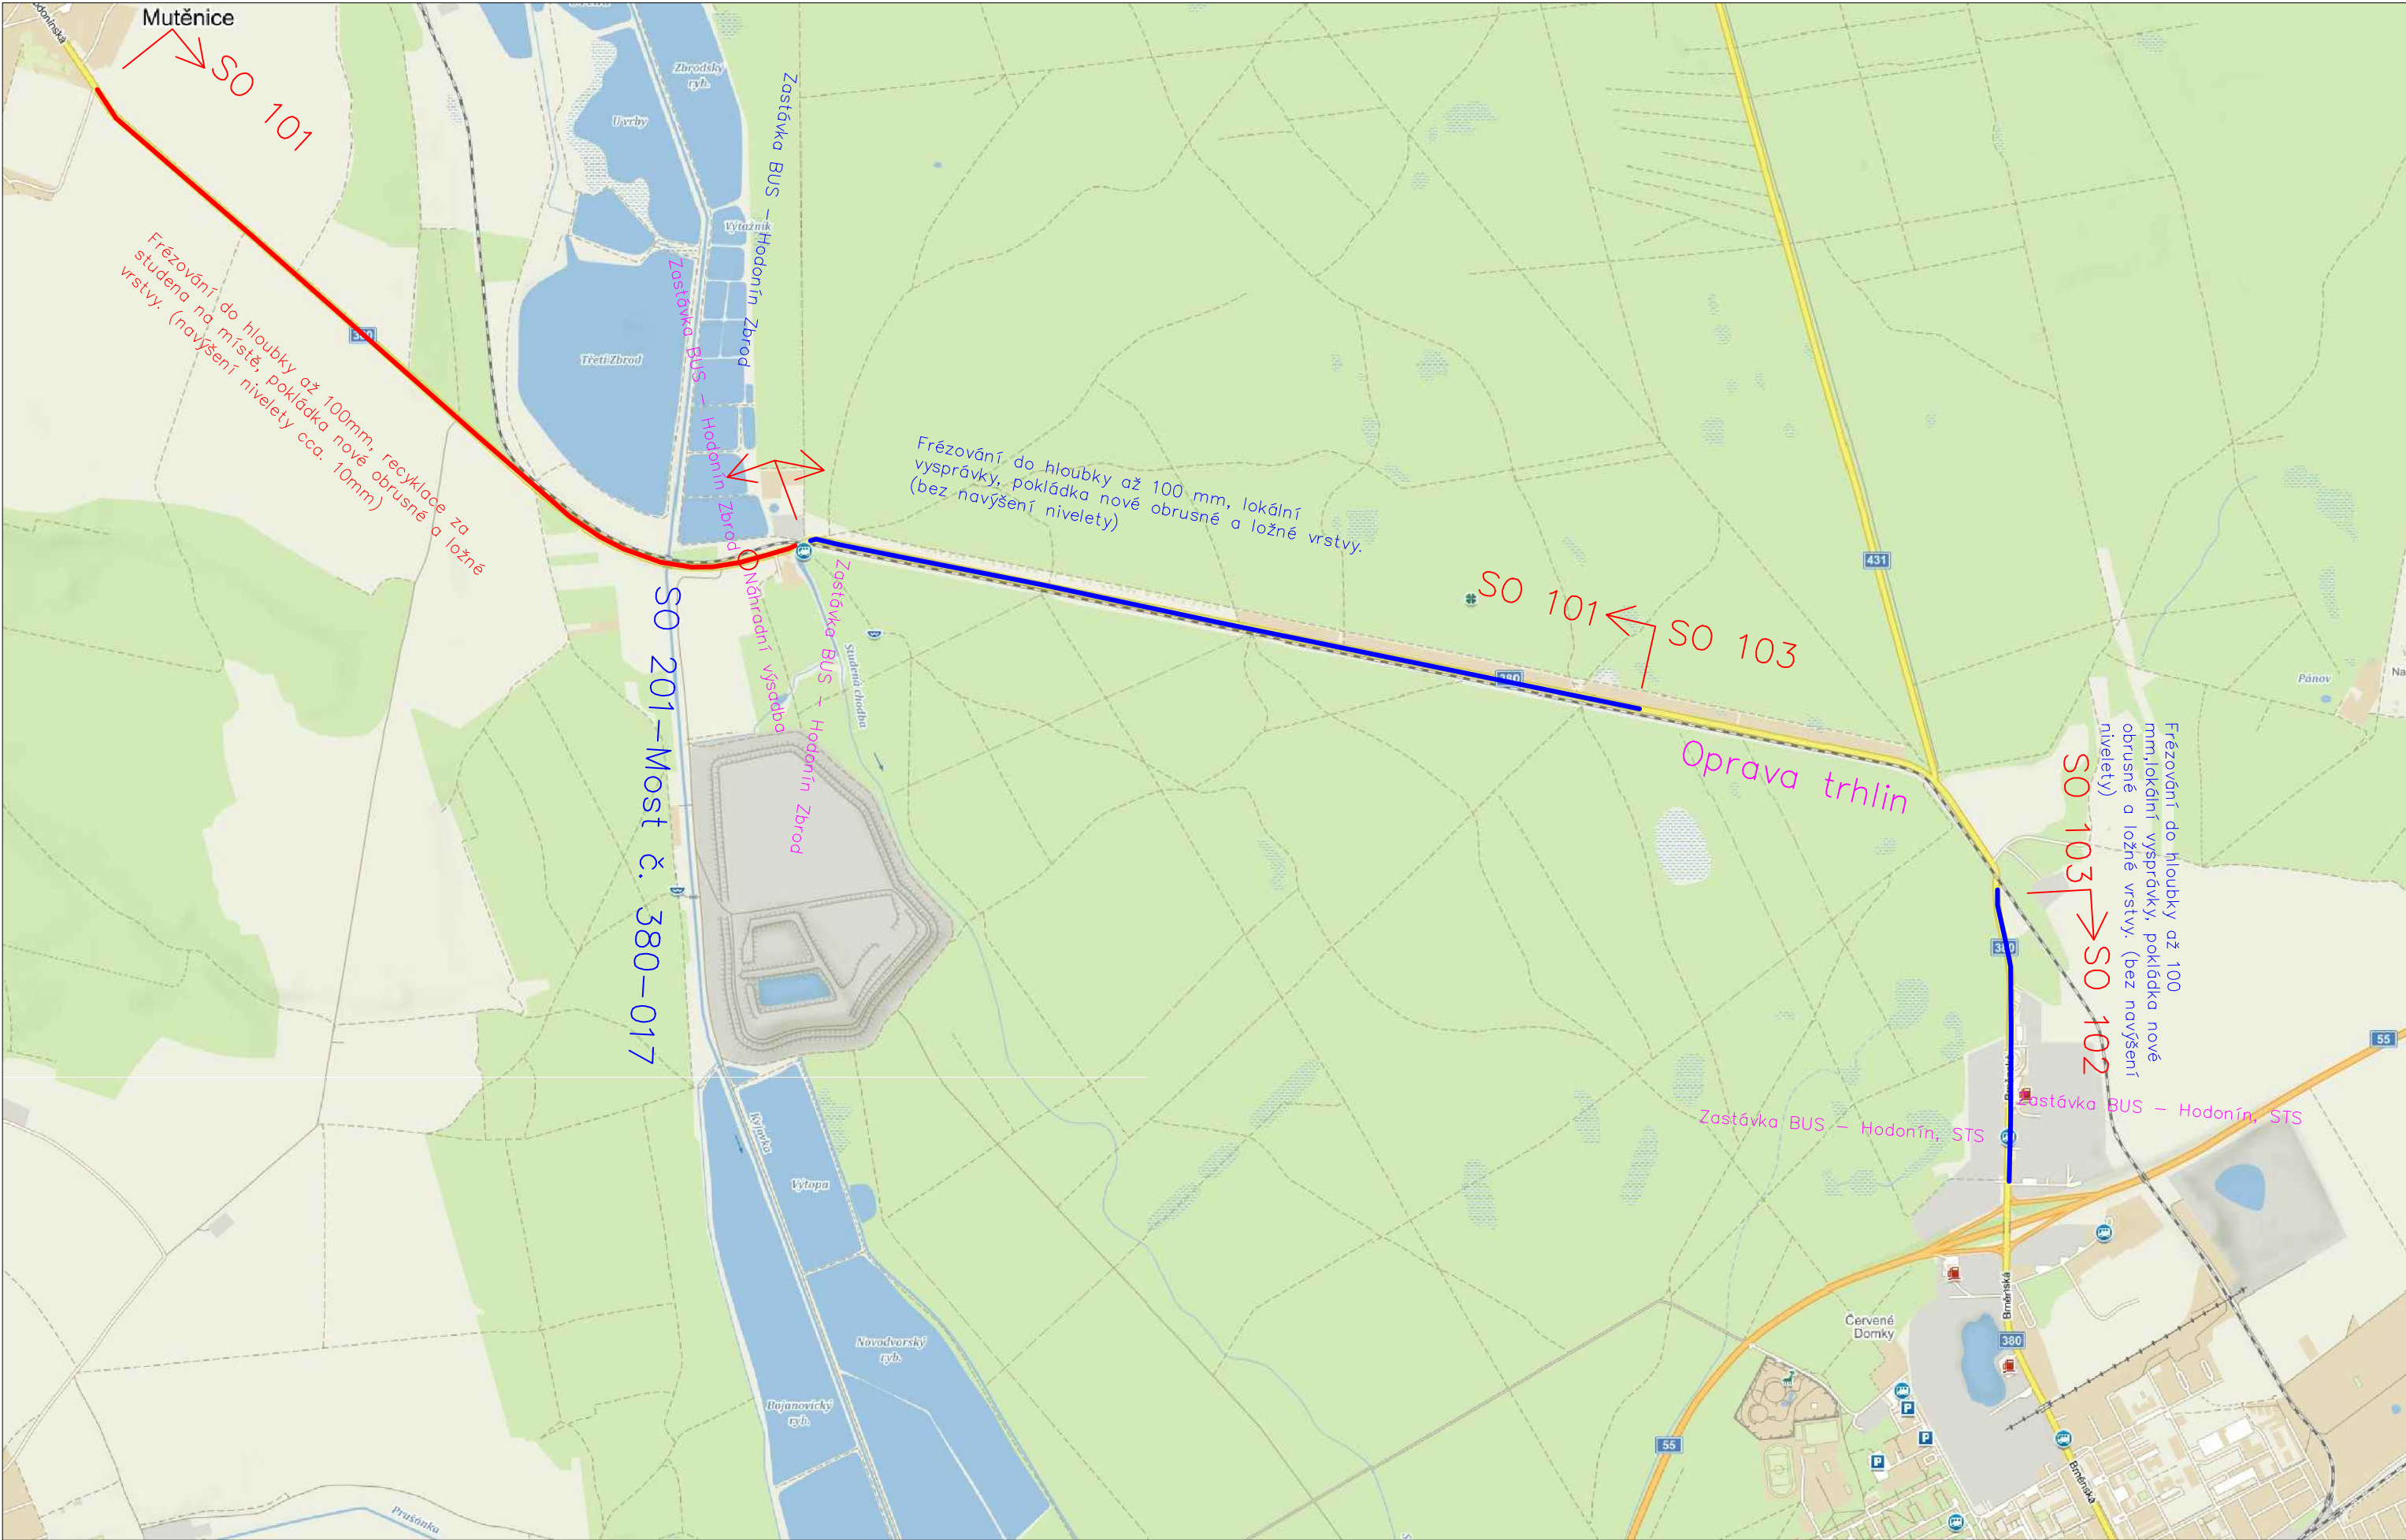 Mutěnice
SO 101
Zbrodský
ryb.
U vrby
Výtažník
Třetí Zbrod
Zastávka BUS – Hodonín Zbrod
Zastávka BUS – Hodonín Zbrod
Frézování do hloubky až 100mm, recyklace za
studena na místě, pokládka nové obrusné a ložné
vrstvy. (navýšení nivelety cca. 10mm)
Frézování do hloubky až 100 mm, lokální
vysprávky, pokládka nové obrusné a ložné vrstvy.
(bez navýšení nivelety)
431
SO 101
SO 103
380
380
Náhradní výsadba
Zastávka BUS – Hodonín Zbrod
Studená chodba
SO 201–Most č. 380–017
Oprava trhlin
Pánov
Na
Frézování do hloubky až 100
mm,lokální vysprávky, pokládka nové
obrusné a ložné vrstvy. (bez navýšení
nivelety)
SO 103
SO 102
380
55
Zastávka BUS – Hodonín, STS
Zastávka BUS – Hodonín, STS
Kyjovka
Výtopa
Novodvorský
ryb.
Bojanovický
ryb.
Prušánka
Brněnská
Červené
Domky
380
55
P
P
P
Brněnská